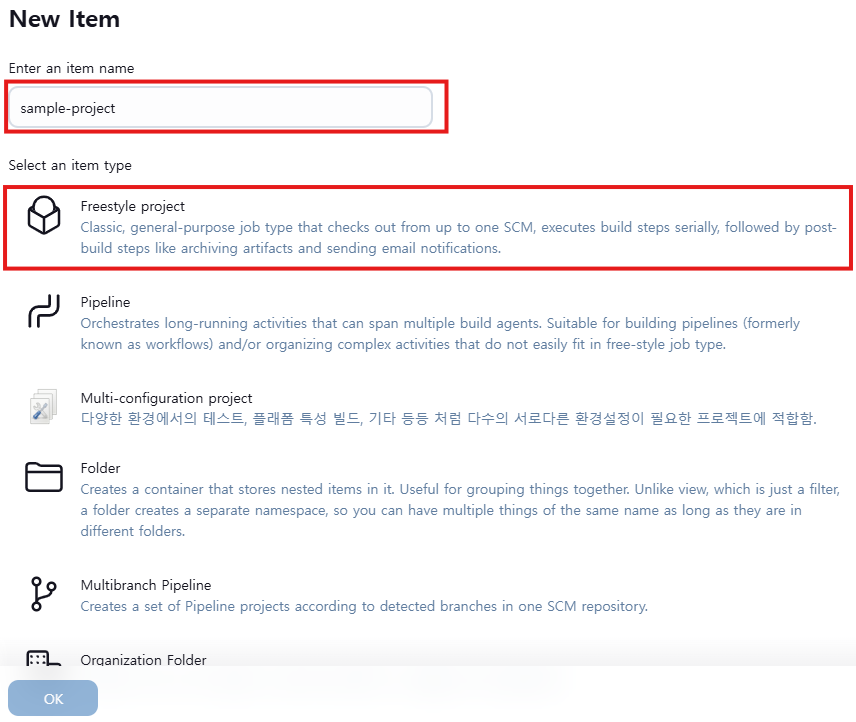 New Item
Enter an item name
sample-project
Select an item type
Freestyle project
Classic, general-purpose job type that checks out from up to one SCM, executes build steps serially, followed by post-
build steps like archiving artifacts and sending email notifications.
Pipeline
Orchestrates long-running activities that can span multiple build agents. Suitable for building pipelines (formerly
known as workflows) and/or organizing complex activities that do not easily fit in free-style job type.
Multi-configuration project
다양한 환경에서의 테스트, 플래폼 특성 빌드, 기타 등등 처럼 다수의 서로다른 환경설정이 필요한 프로젝트에 적합함.
Folder
Creates a container that stores nested items in it. Useful for grouping things together. Unlike view, which is just a filter,
a folder creates a separate namespace, so you can have multiple things of the same name as long as they are in
different folders.
Multibranch Pipeline
Creates a set of Pipeline projects according to detected branches in one SCM repository.
Organization Folder
OK